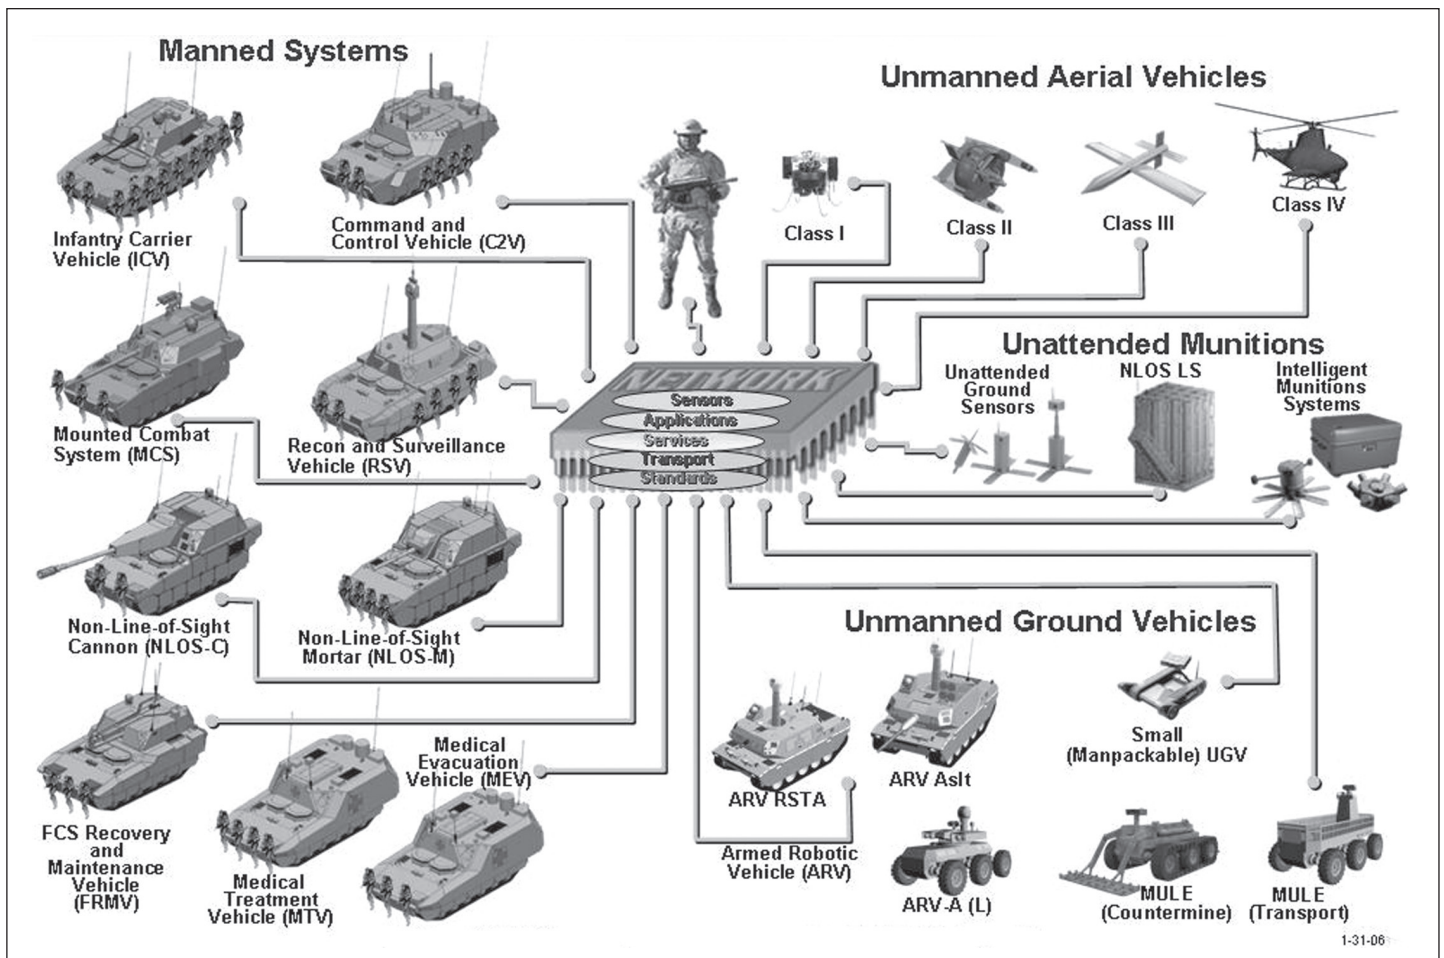 Manned Systems
Unmanned Aerial Vehicles
Infantry Carrier
Vehicle (ICV)
Command and
Control Vehicle (C2V)
Class I
Class II
Class III
Class IV
Mounted Combat
System (MCS)
Recon and Surveillance
Vehicle (RSV)
NETWORK
Sensors
Applications
Services
Transport
Standards
Unattended Munitions
Unattended
Ground
Sensors
NLOS LS
Intelligent
Munitions
Systems
Non-Line-of-Sight
Cannon (NLOS-C)
Non-Line-of-Sight
Mortar (NLOS-M)
Unmanned Ground Vehicles
FCS Recovery
and
Maintenance
Vehicle
(FRMV)
Medical
Treatment
Vehicle (MTV)
Medical
Evacuation
Vehicle (MEV)
ARV RSTA
ARV Aslt
Small
(Manpackable) UGV
Armed Robotic
Vehicle (ARV)
ARV-A (L)
MULE
(Countermine)
MULE
(Transport)
1-31-06